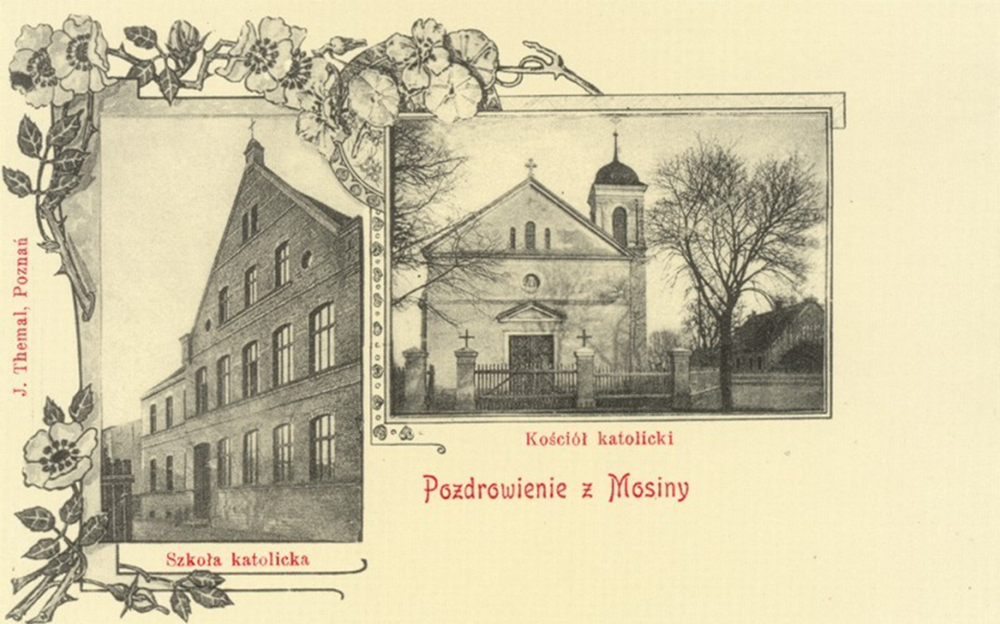 J. Themal, Poznań
Kościół katolicki
Pozdrowienie z Mosiny
Szkoła katolicka